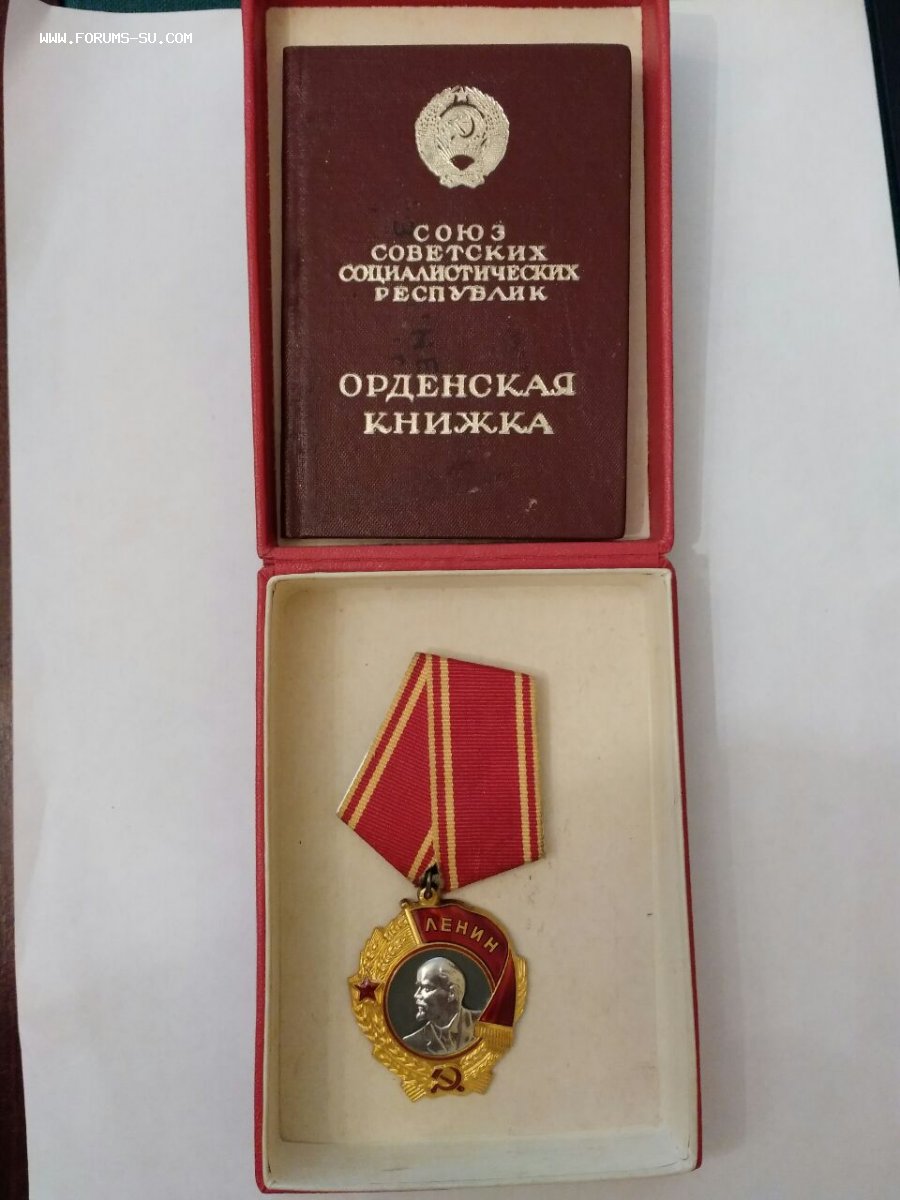 WWW.FORUMS-SU.COM
СОЮЗ
СОВЕТСКИХ
СОЦИАЛИСТИЧЕСКИХ
РЕСПУБЛИК
ОРДЕНСКАЯ
КНИЖКА
ЛЕНИН